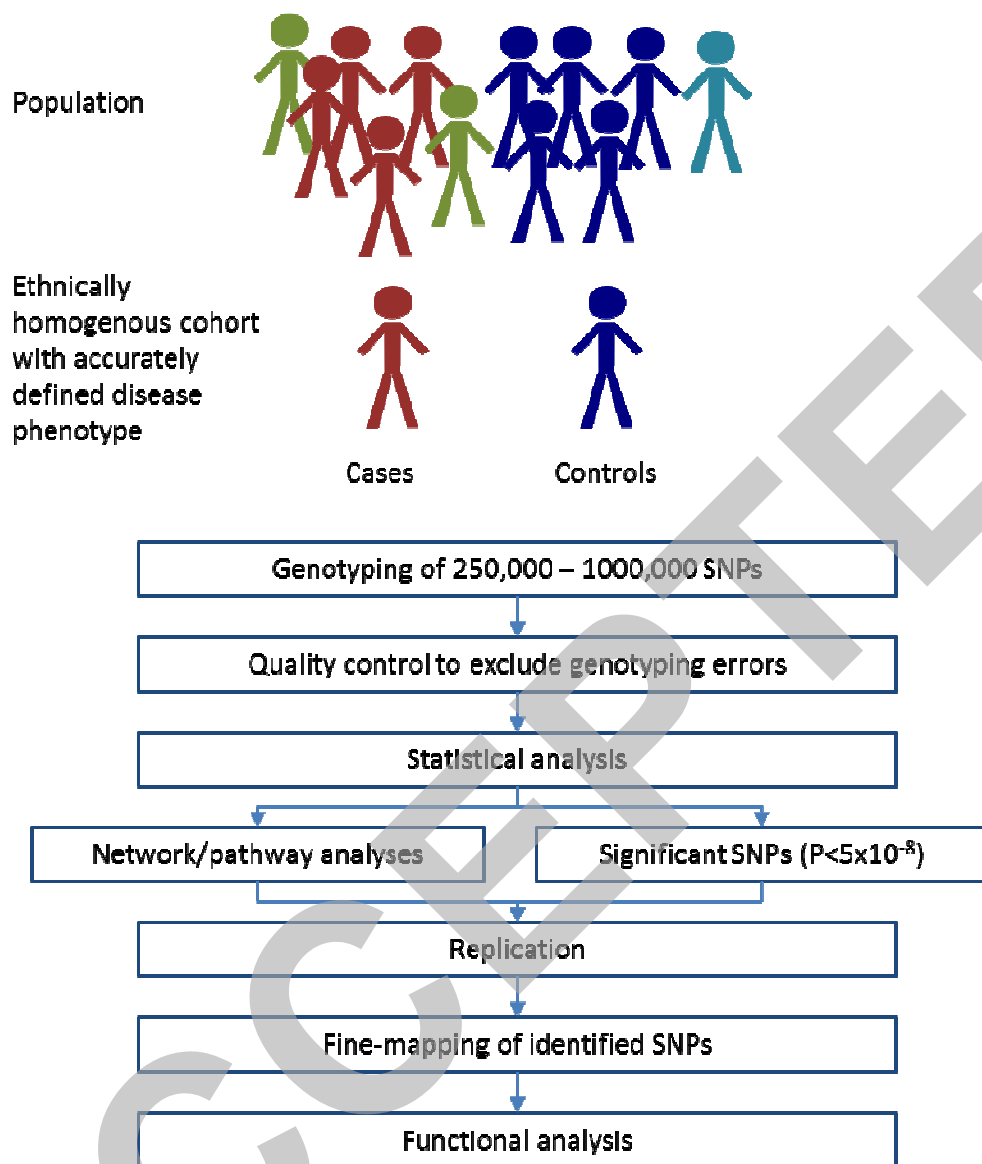 Population
Ethnically
homogenous cohort
with accurately
defined disease
phenotype
Cases Controls
Genotyping of 250,000 – 1000,000 SNPs
Quality control to exclude genotyping errors
Statistical analysis
Network/pathway analyses
Significant SNPs (P<5x10⁻⁸)
Replication
Fine-mapping of identified SNPs
Functional analysis
CCEPTE